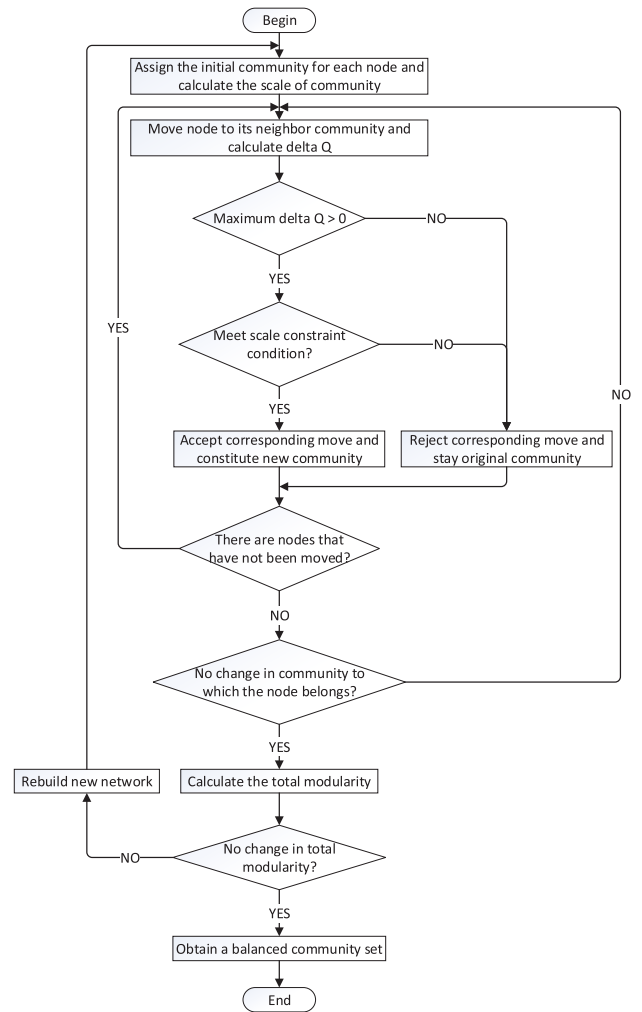 Begin
Assign the initial community for each node and
calculate the scale of community
Move node to its neighbor community and
calculate delta Q
Maximum delta Q > 0
NO
YES
YES
Meet scale constraint
condition?
NO
NO
YES
Accept corresponding move and
constitute new community
Reject corresponding move and
stay original community
There are nodes that
have not been moved?
NO
No change in community to
which the node belongs?
YES
Rebuild new network
Calculate the total modularity
No change in total
modularity?
NO
YES
Obtain a balanced community set
End